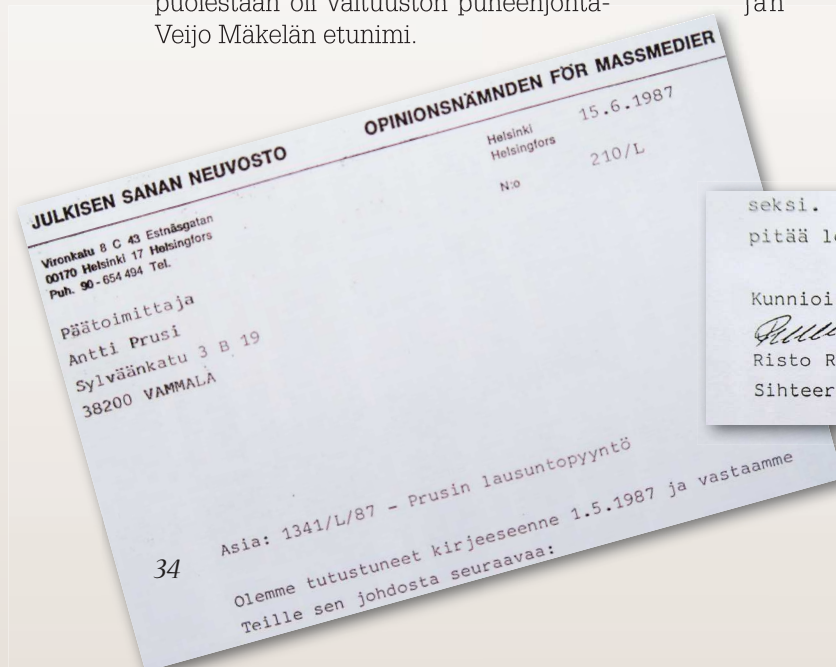 puolestaan oli valtuuston puheenjohta-
jan
Veijo Mäkelän etunimi.
JULKISEN SANAN NEUVOSTO
OPINIONSNÄMNDEN FÖR MASSMEDIER
Vironkatu 8 C 43 Estnäsgatan
00170 Helsinki 17 Helsingfors
Puh. 90-654 494 Tel.
Helsinki
Helsingfors
15.6.1987
N:o
210/L
Päätoimittaja
Antti Prusi
Sylväänkatu 3 B 19
38200 VAMMALA
Asia: 1341/L/87 - Prusin lausuntopyyntö
Olemme tutustuneet kirjeeseenne 1.5.1987 ja vastaamme
Teille sen johdosta seuraavaa:
seksi.
pitää
Kunnioi
Risto R
Sihteer
34